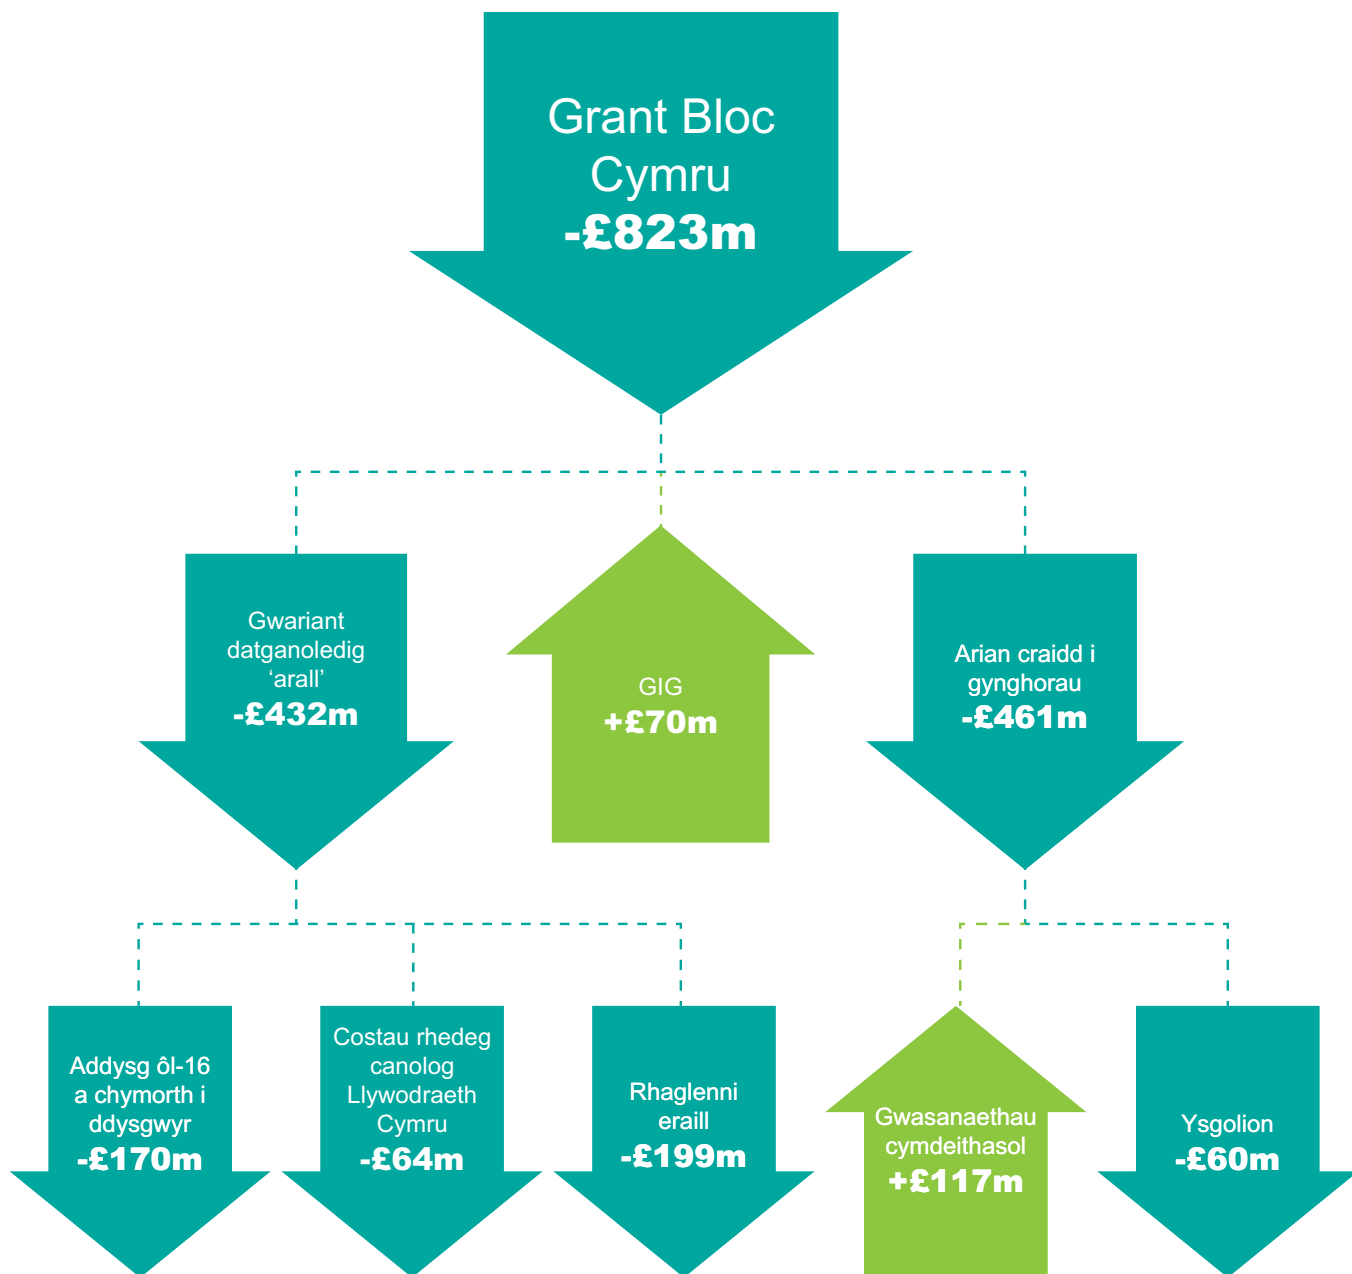 Grant Bloc
Cymru
-£823m
Gwariant
datganoledig
‘arall’
-£432m
GIG
+£70m
Arian craidd i
gynghorau
-£461m
Addysg ôl-16
a chymorth i
ddysgwyr
-£170m
Costau rhedeg
canolog
Llywodraeth
Cymru
-£64m
Rhaglenni
eraill
-£199m
Gwasanaethau
cymdeithasol
+£117m
Ysgolion
-£60m